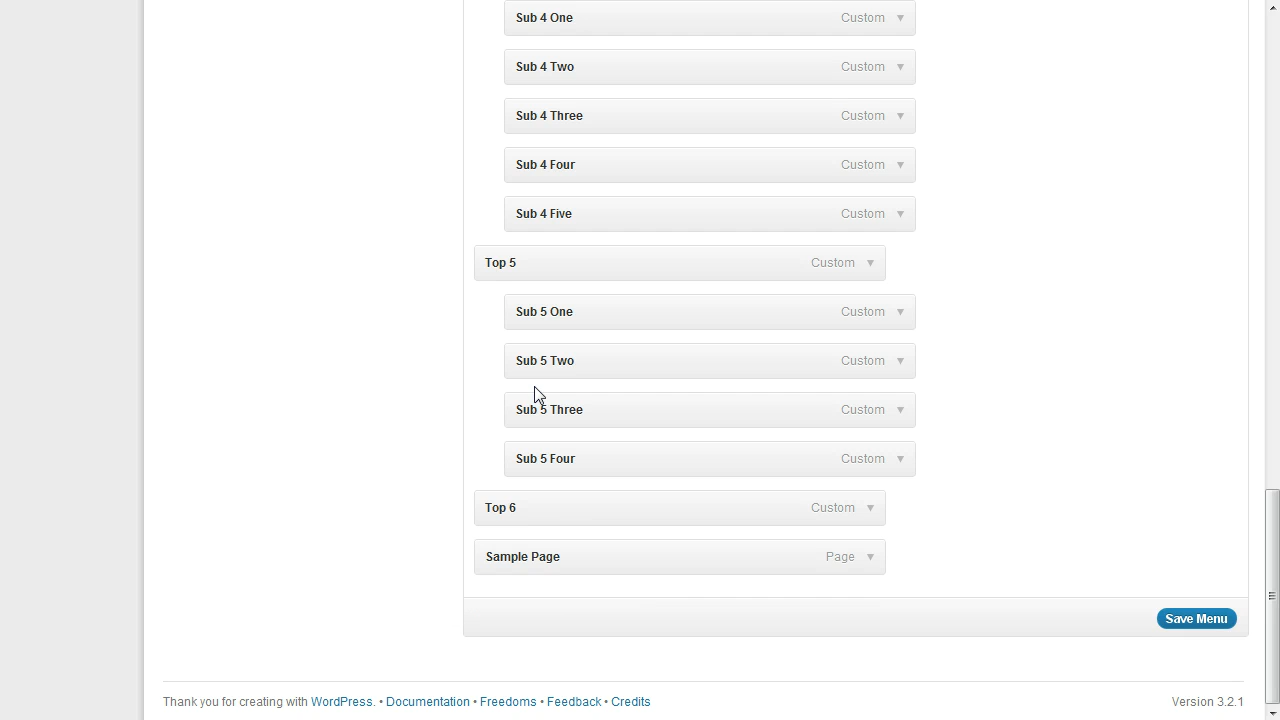 Sub 4 One Custom
Sub 4 Two Custom
Sub 4 Three Custom
Sub 4 Four Custom
Sub 4 Five Custom
Top 5 Custom
Sub 5 One Custom
Sub 5 Two Custom
Sub 5 Three Custom
Sub 5 Four Custom
Top 6 Custom
Sample Page Page
Save Menu
Thank you for creating with WordPress. • Documentation • Freedoms • Feedback • Credits Version 3.2.1